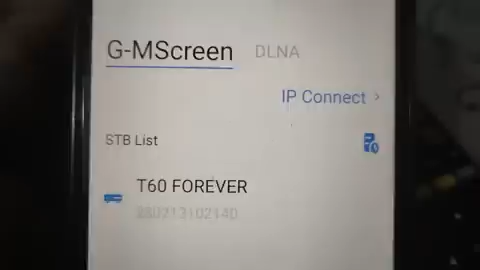 G-MScreen DLNA
IP Connect >
STB List
T60 FOREVER